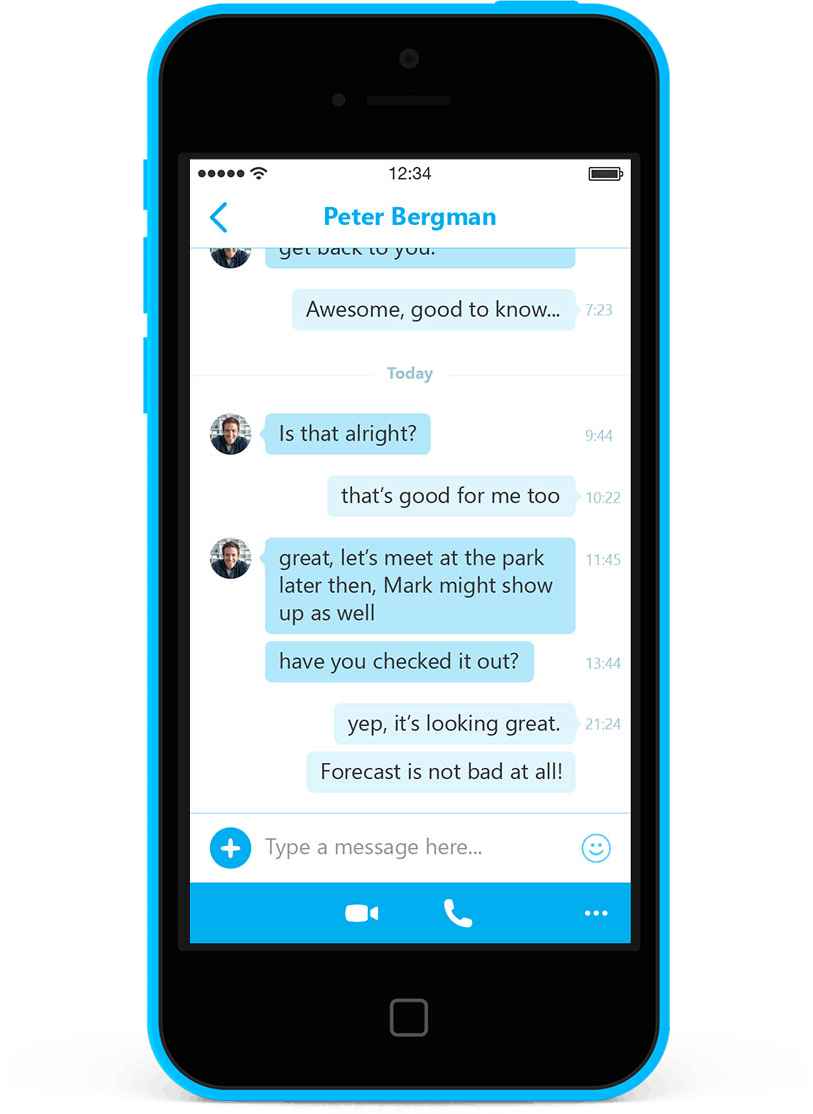 12:34
Peter Bergman
get back to you.
Awesome, good to know...
7:23
Today
Is that alright?
9:44
that’s good for me too
10:22
great, let’s meet at the park
11:45
later then, Mark might show
up as well
have you checked it out?
13:44
yep, it’s looking great.
21:24
Forecast is not bad at all!
Type a message here...